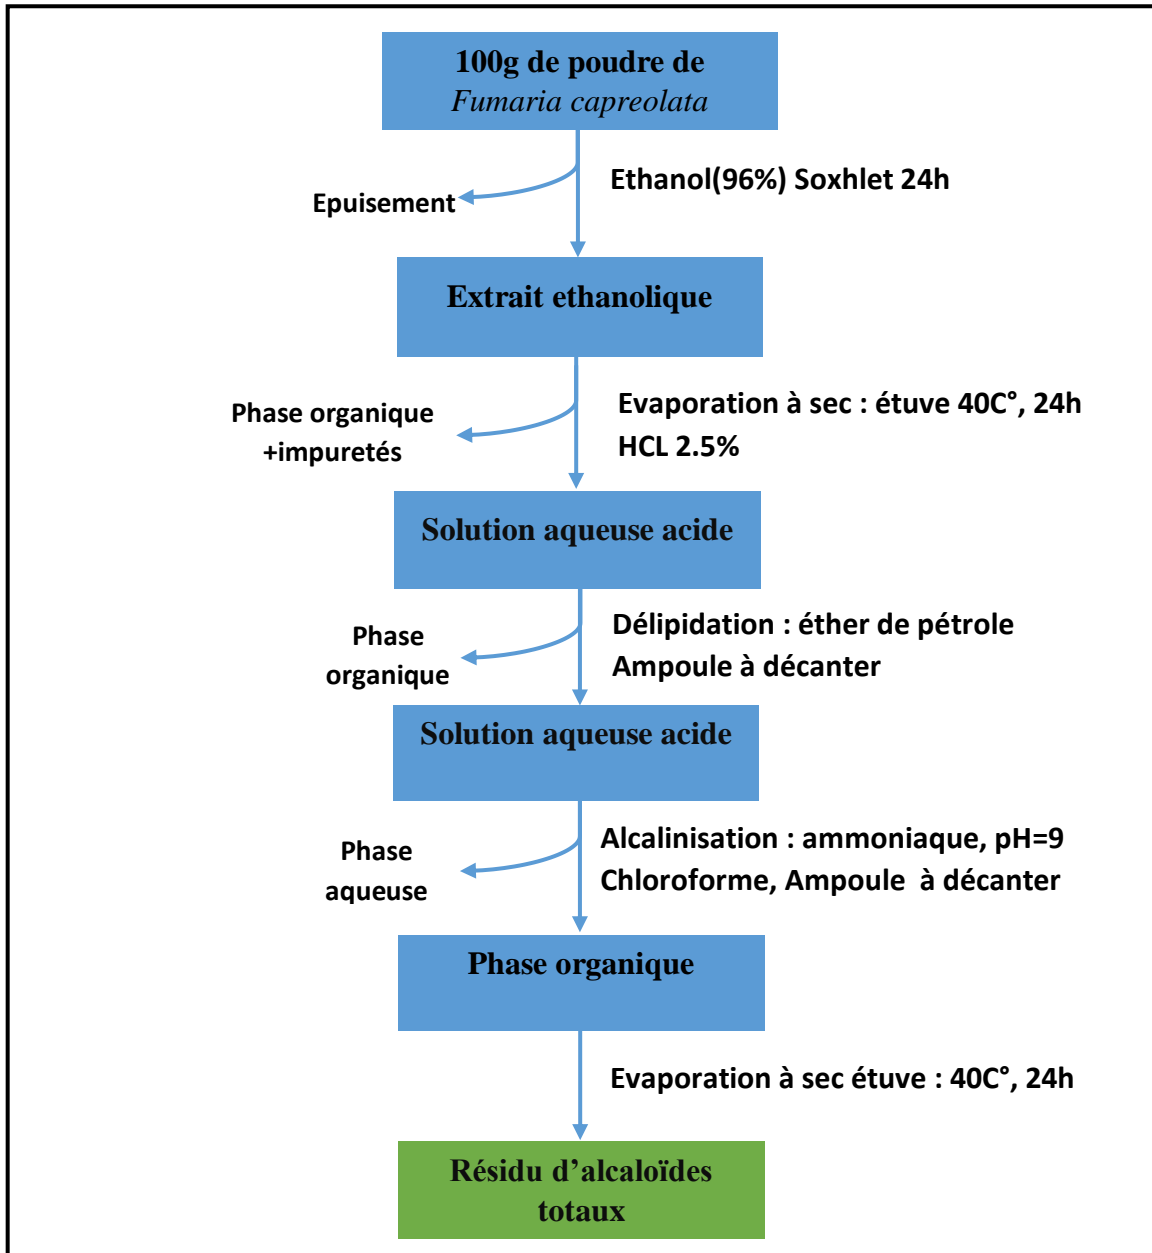 100g de poudre de
Fumaria capreolata
Ethanol(96%) Soxhlet 24h
Epuisement
Extrait ethanolique
Evaporation à sec : étuve 40C°, 24h
HCL 2.5%
Phase organique
+impuretés
Solution aqueuse acide
Délipidation : éther de pétrole
Ampoule à décanter
Phase
organique
Solution aqueuse acide
Alcalinisation : ammoniaque, pH=9
Chloroforme, Ampoule à décanter
Phase
aqueuse
Phase organique
Evaporation à sec étuve : 40C°, 24h
Résidu d’alcaloïdes
totaux